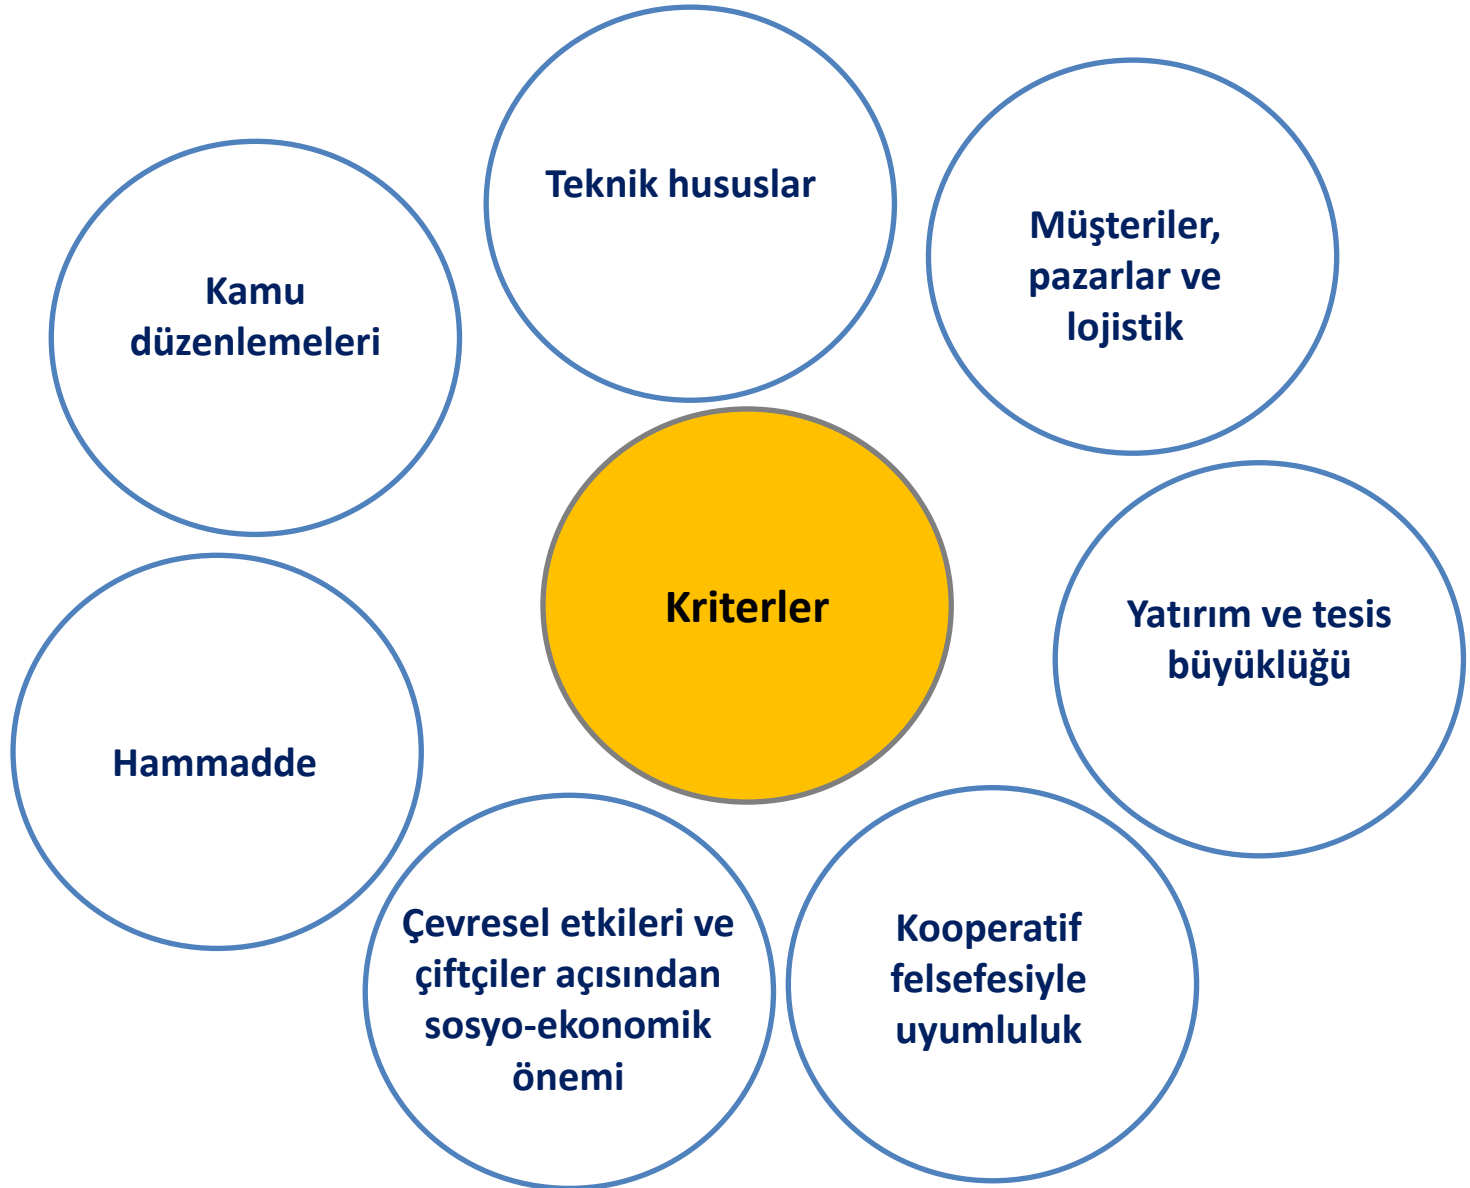 Teknik hususlar
Müşteriler,
pazarlar ve
lojistik
Kamu
düzenlemeleri
Kriterler
Yatırım ve tesis
büyüklüğü
Hammadde
Çevresel etkileri ve
çiftçiler açısından
sosyo-ekonomik
önemi
Kooperatif
felsefesiyle
uyumluluk